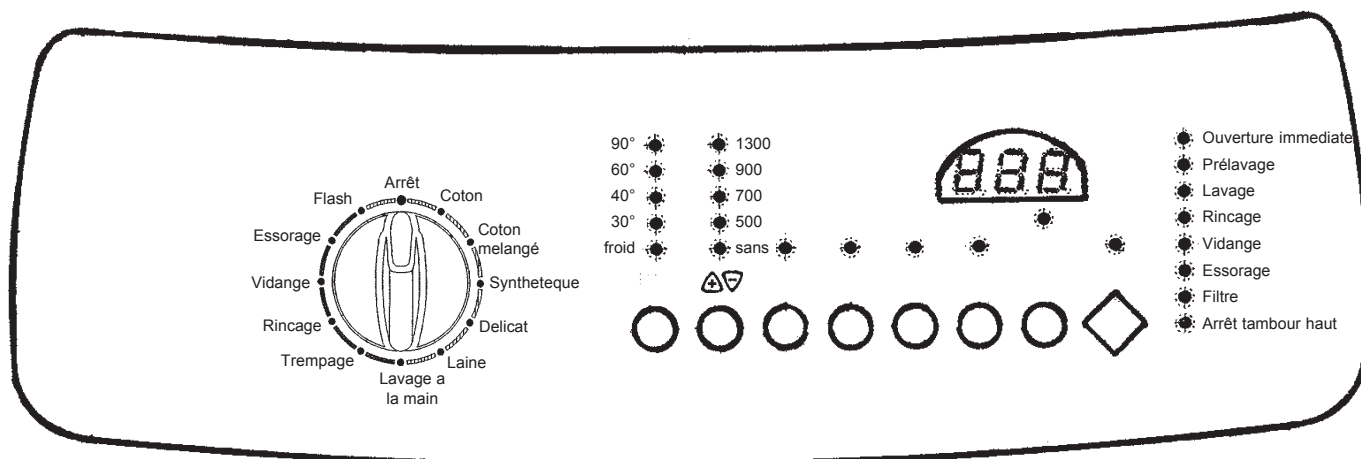 Arrêt
Coton
Coton
melangé
Syntheteque
Delicat
Laine
Lavage a
la main
Trempage
Rincage
Vidange
Essorage
Flash
90°
60°
40°
30°
froid
1300
900
700
500
sans
+ -
888
Ouverture immediate
Prélavage
Lavage
Rincage
Vidange
Essorage
Filtre
Arrêt tambour haut